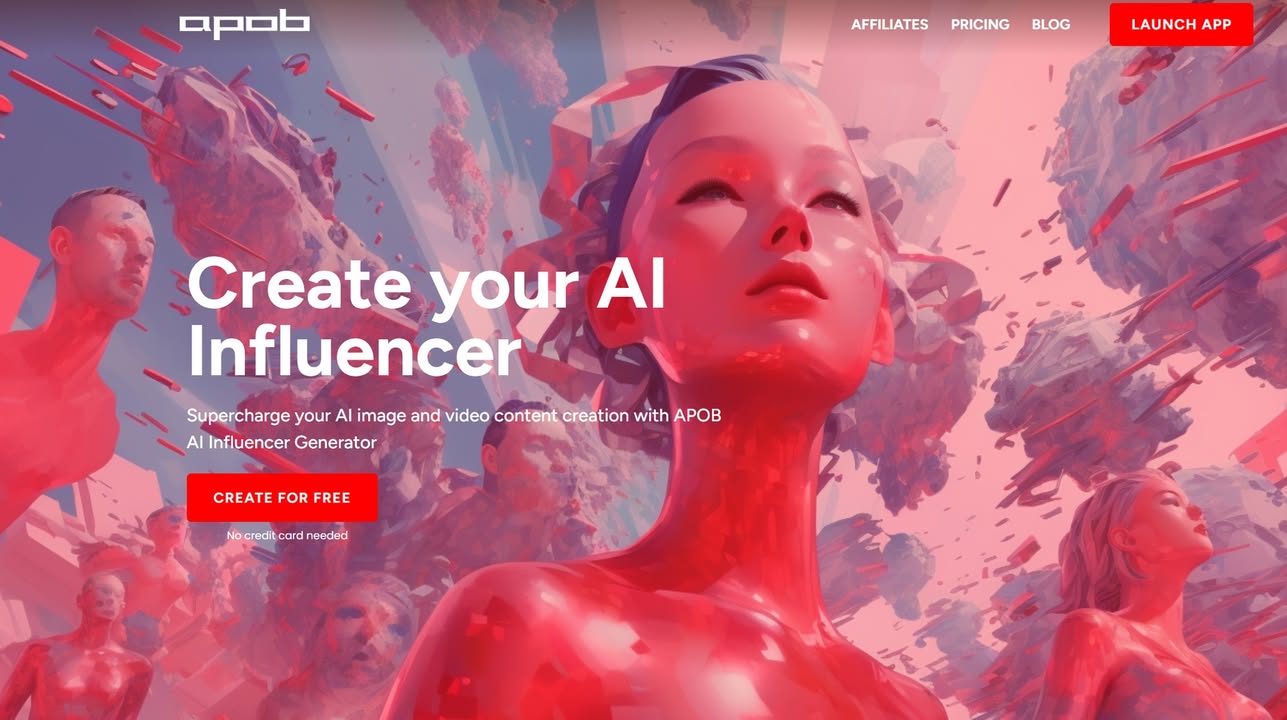 apob
AFFILIATES
PRICING
BLOG
LAUNCH APP
Create your AI
Influencer
Supercharge your AI image and video content creation with APOB
AI Influencer Generator
CREATE FOR FREE
No credit card needed